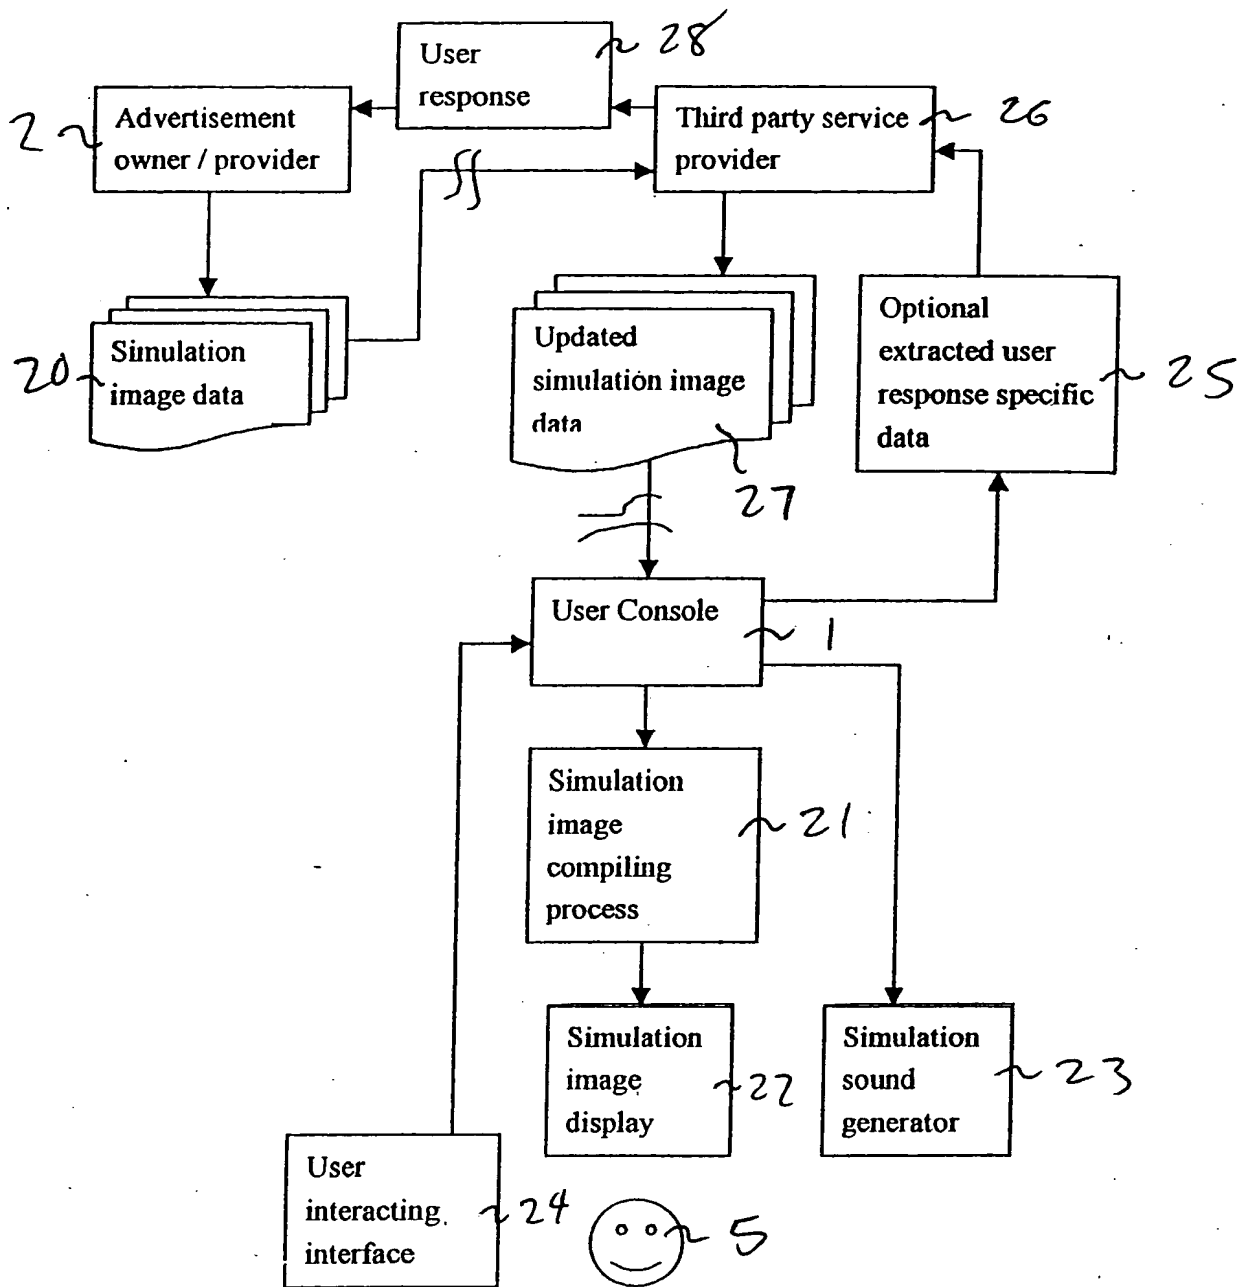 User
response
28
2
Advertisement
owner / provider
Third party service
provider
26
20
Simulation
image data
Updated
simulation image
data
27
Optional
extracted user
response specific
data
25
User Console
1
Simulation
image
compiling
process
21
Simulation
image
display
22
Simulation
sound
generator
23
User
interacting
interface
24
5